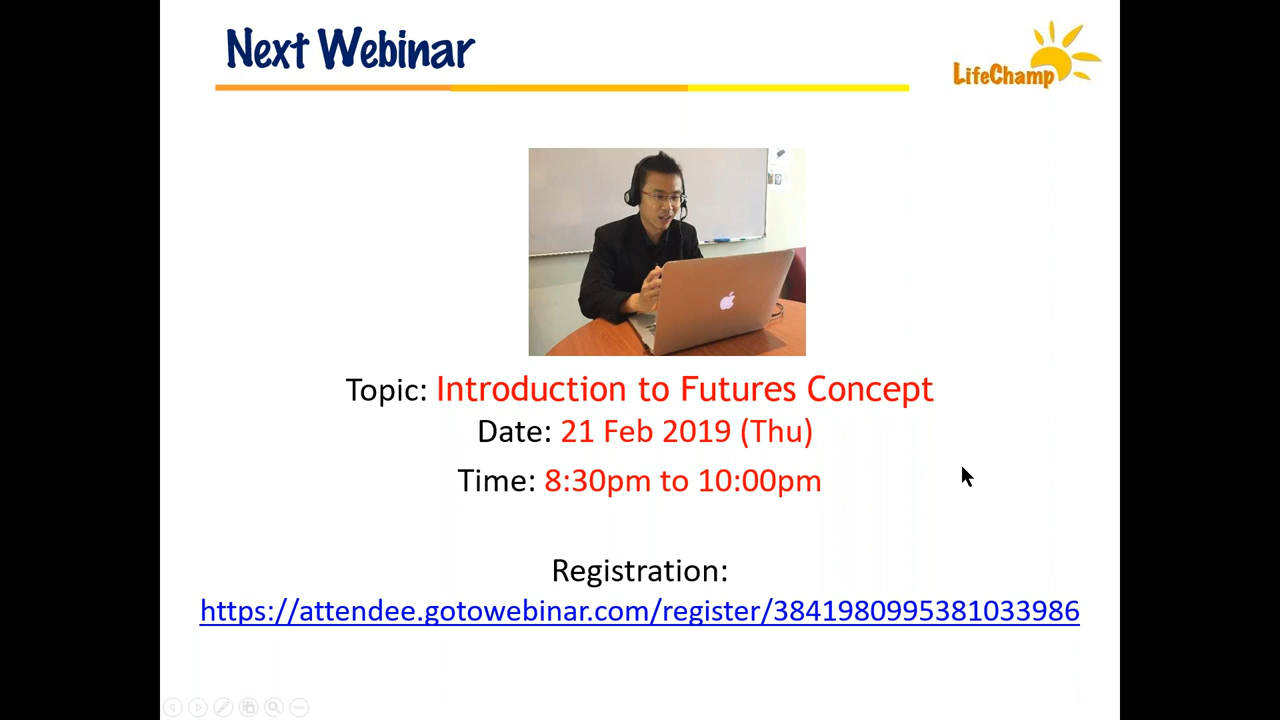 Next Webinar
LifeChamp
Topic: Introduction to Futures Concept
Date: 21 Feb 2019 (Thu)
Time: 8:30pm to 10:00pm
Registration:
https://attendee.gotowebinar.com/register/3841980995381033986